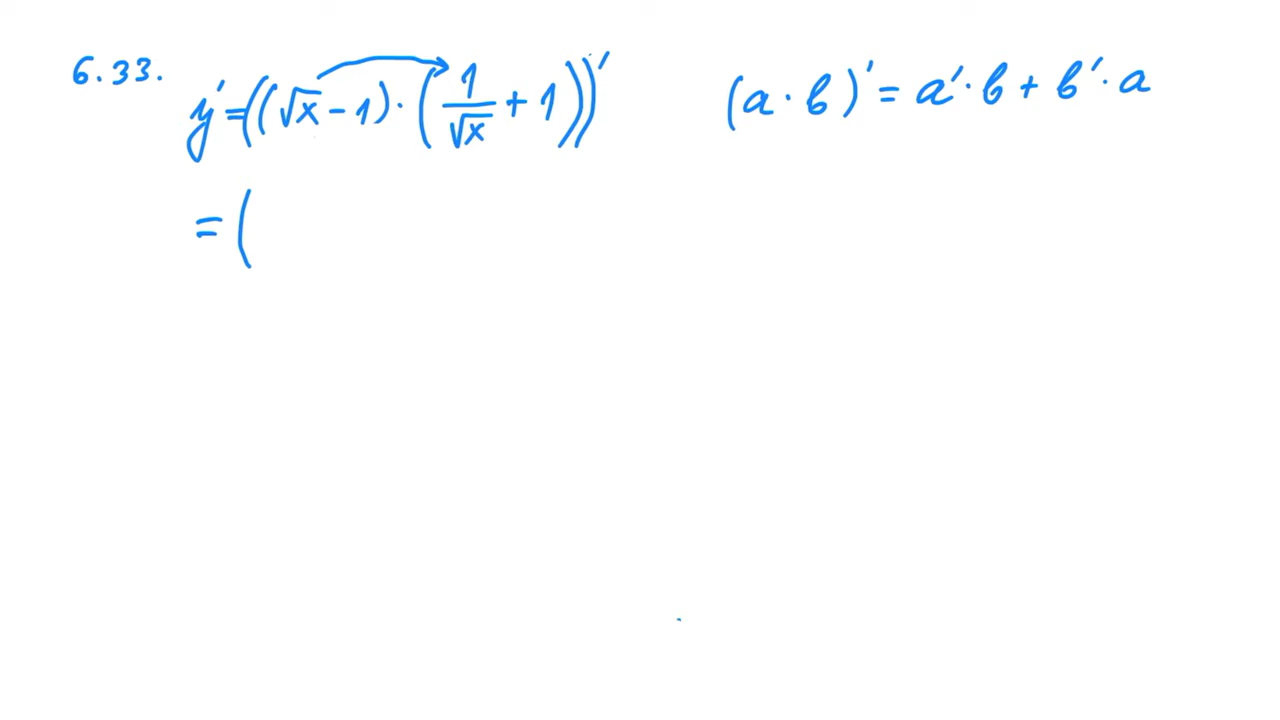 6.33. y' = ((√x - 1) · (1/√x + 1))' (a · b)' = a' · b + b' · a
= (